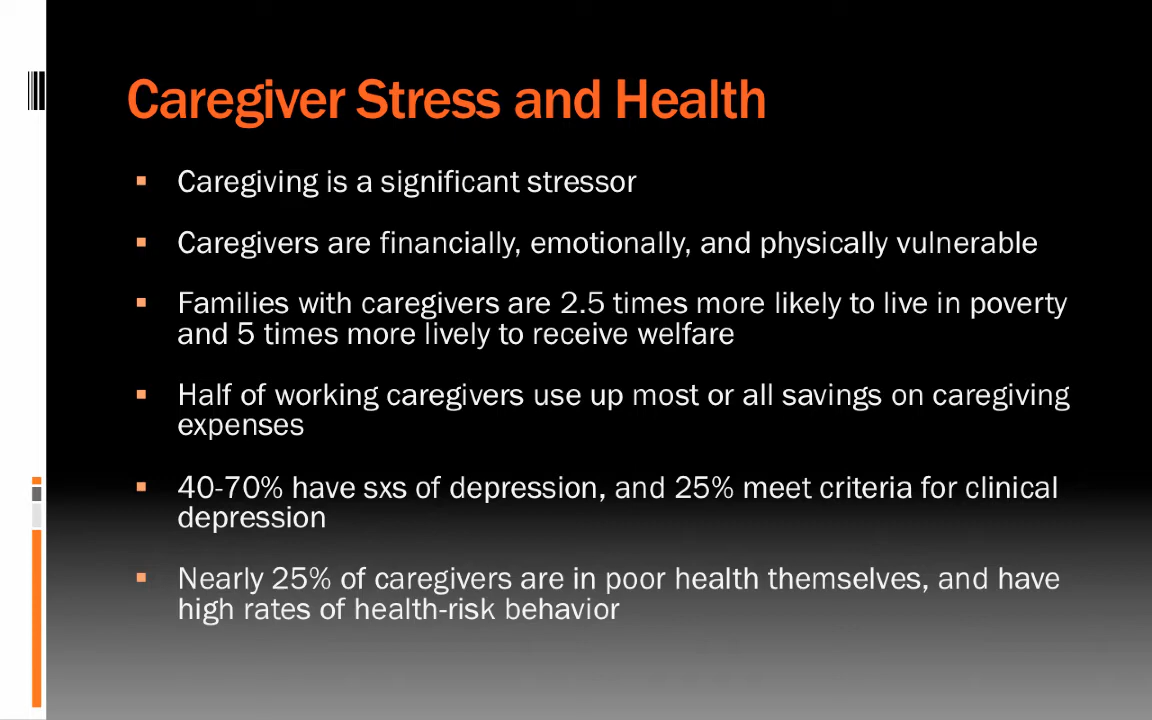 Caregiver Stress and Health
Caregiving is a significant stressor
Caregivers are financially, emotionally, and physically vulnerable
Families with caregivers are 2.5 times more likely to live in poverty
and 5 times more lively to receive welfare
Half of working caregivers use up most or all savings on caregiving
expenses
40-70% have sxs of depression, and 25% meet criteria for clinical
depression
Nearly 25% of caregivers are in poor health themselves, and have
high rates of health-risk behavior